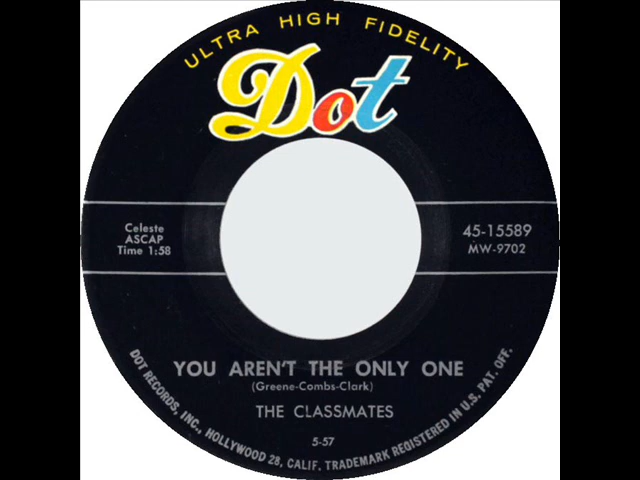 ULTRA HIGH FIDELITY
Dot
Celeste
ASCAP
Time 1:58
45-15589
MW-9702
YOU AREN'T THE ONLY ONE
(Greene-Combs-Clark)
THE CLASSMATES
5-57
DOT RECORDS, INC., HOLLYWOOD 28, CALIF. TRADEMARK REGISTERED IN U.S. PAT. OFF.